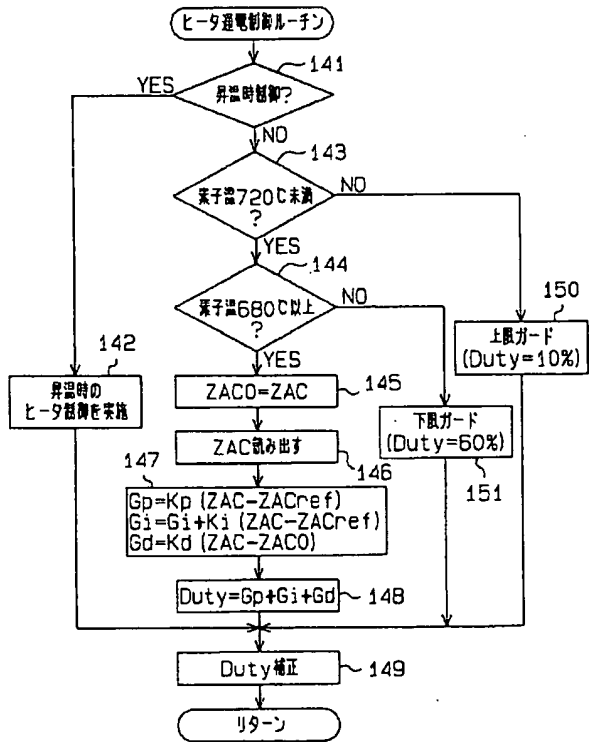 ヒータ通電制御ルーチン
141
昇温時制御?
YES
NO
143
素子温720℃未満
?
NO
YES
144
素子温680℃以上
?
NO
YES
150
上限ガード
(Duty=10%)
142
昇温時の
ヒータ制御を実施
ZAC0=ZAC
145
ZAC読み出す
146
下限ガード
(Duty=60%)
151
147
Gp=Kp(ZAC-ZACref)
Gi=Gi+Ki(ZAC-ZACref)
Gd=Kd(ZAC-ZAC0)
Duty=Gp+Gi+Gd
148
Duty補正
149
リターン